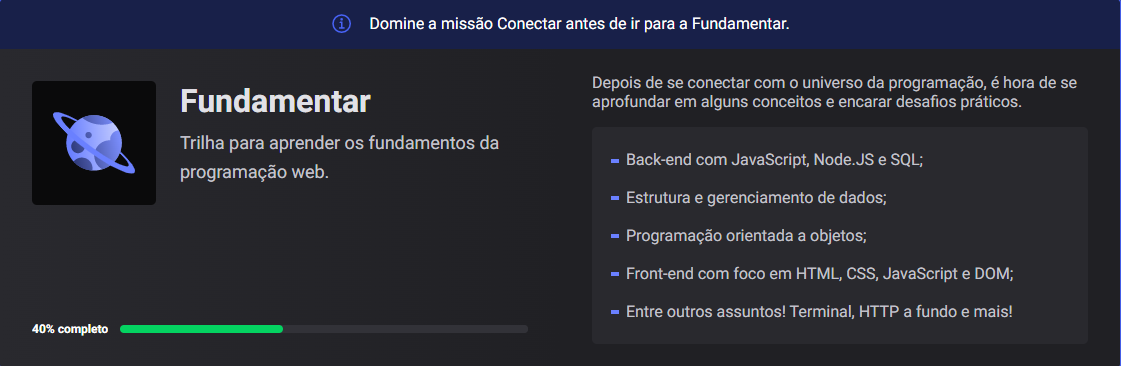 Domine a missão Conectar antes de ir para a Fundamentar.
Fundamentar
Trilha para aprender os fundamentos da
programação web.
40% completo
Depois de se conectar com o universo da programação, é hora de se
aprofundar em alguns conceitos e encarar desafios práticos.
Back-end com JavaScript, Node.JS e SQL;
Estrutura e gerenciamento de dados;
Programação orientada a objetos;
Front-end com foco em HTML, CSS, JavaScript e DOM;
Entre outros assuntos! Terminal, HTTP a fundo e mais!